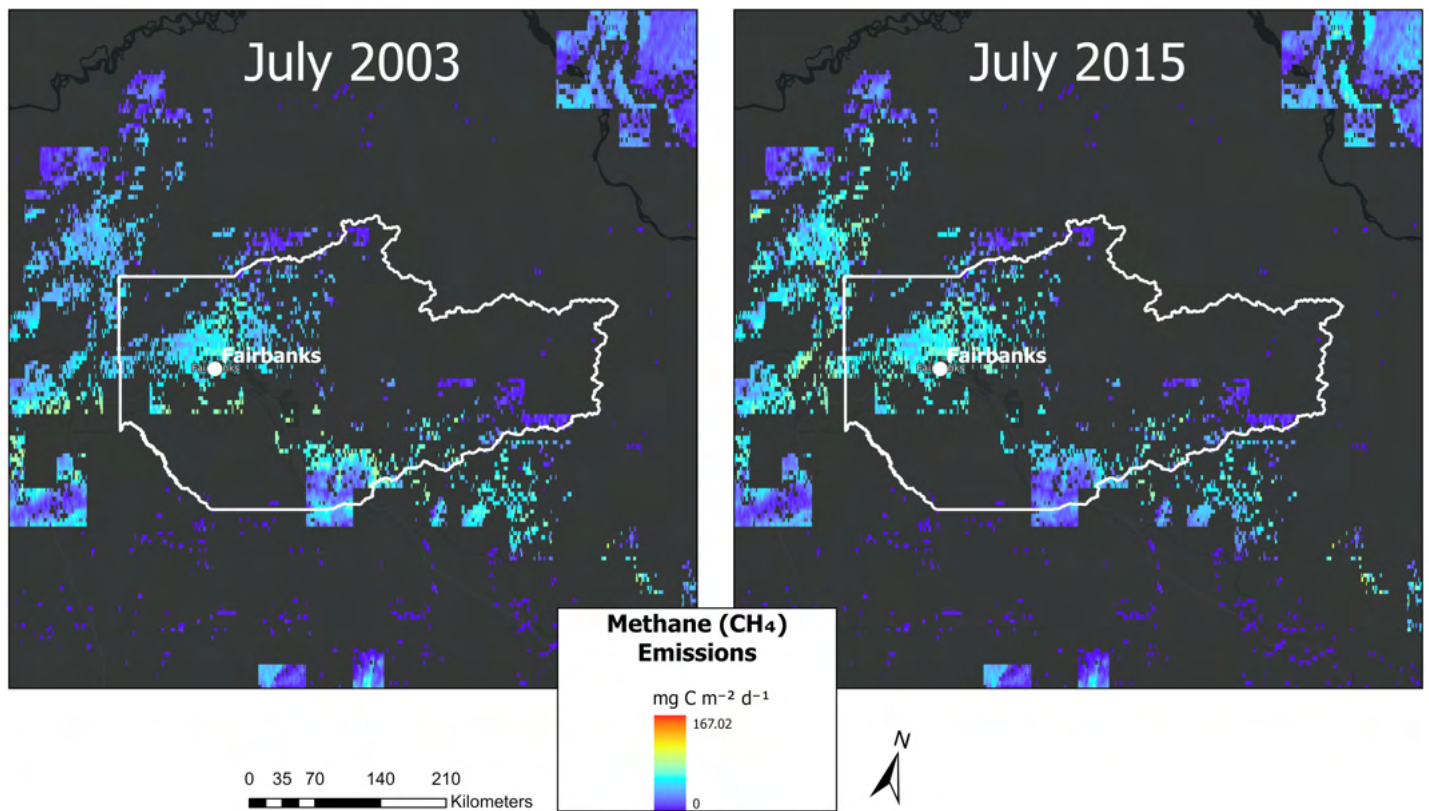 July 2003
July 2015
Fairbanks
Fairbanks
Methane (CH₄)
Emissions
mg C m⁻² d⁻¹
167.02
0
0 35 70 140 210
Kilometers
N